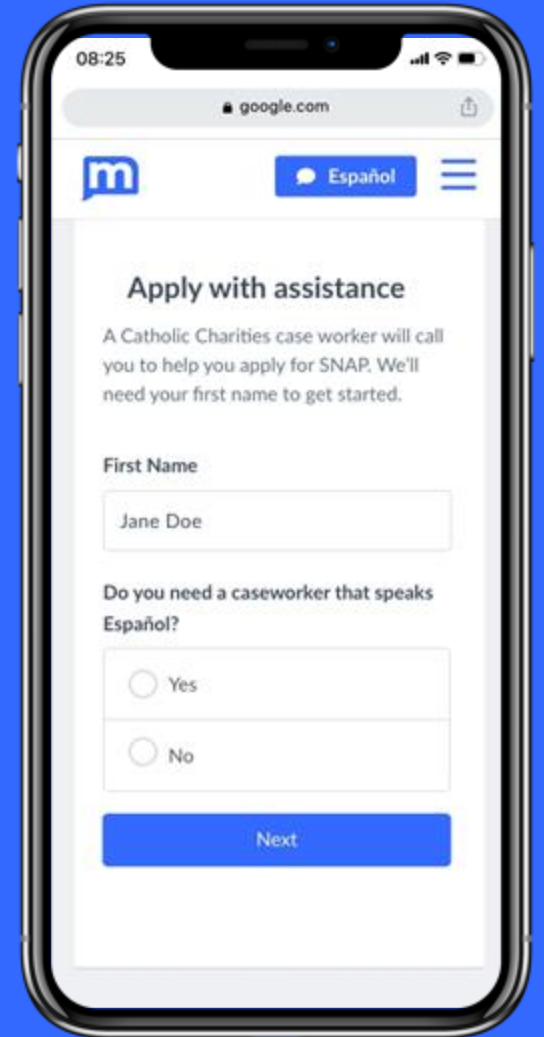 08:25
google.com
m
Español
Apply with assistance
A Catholic Charities case worker will call
you to help you apply for SNAP. We'll
need your first name to get started.
First Name
Jane Doe
Do you need a caseworker that speaks
Español?
Yes
No
Next